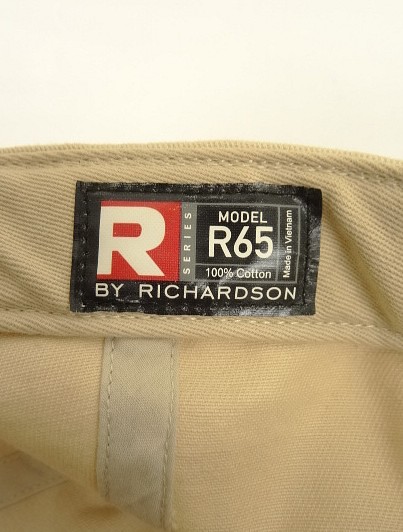 R
SERIES
MODEL
R65
100% Cotton
Made in Vietnam
BY RICHARDSON